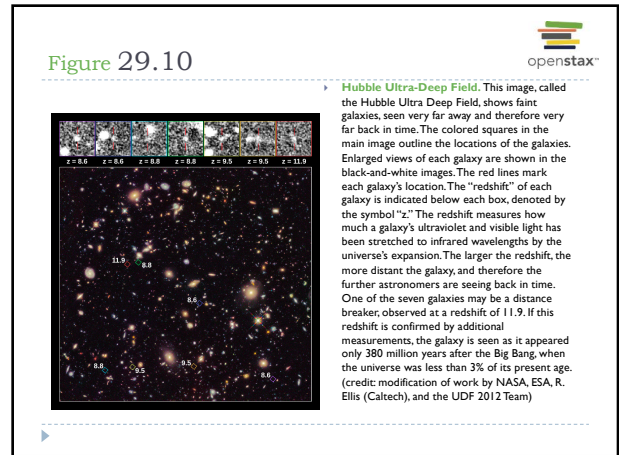 Figure 29.10
openstax™
Hubble Ultra-Deep Field. This image, called
the Hubble Ultra Deep Field, shows faint
galaxies, seen very far away and therefore very
far back in time. The colored squares in the
main image outline the locations of the galaxies.
Enlarged views of each galaxy are shown in the
black-and-white images. The red lines mark
each galaxy's location. The "redshift" of each
galaxy is indicated below each box, denoted by
the symbol "z." The redshift measures how
much a galaxy's ultraviolet and visible light has
been stretched to infrared wavelengths by the
universe's expansion. The larger the redshift, the
more distant the galaxy, and therefore the
further astronomers are seeing back in time.
One of the seven galaxies may be a distance
breaker, observed at a redshift of 11.9. If this
redshift is confirmed by additional
measurements, the galaxy is seen as it appeared
only 380 million years after the Big Bang, when
the universe was less than 3% of its present age.
(credit: modification of work by NASA, ESA, R.
Ellis (Caltech), and the UDF 2012 Team)
z = 8.6 z = 8.6 z = 8.8 z = 8.8 z = 9.5 z = 9.5 z = 11.9
11.9 8.8
8.6
8.8 9.5 9.5 8.6